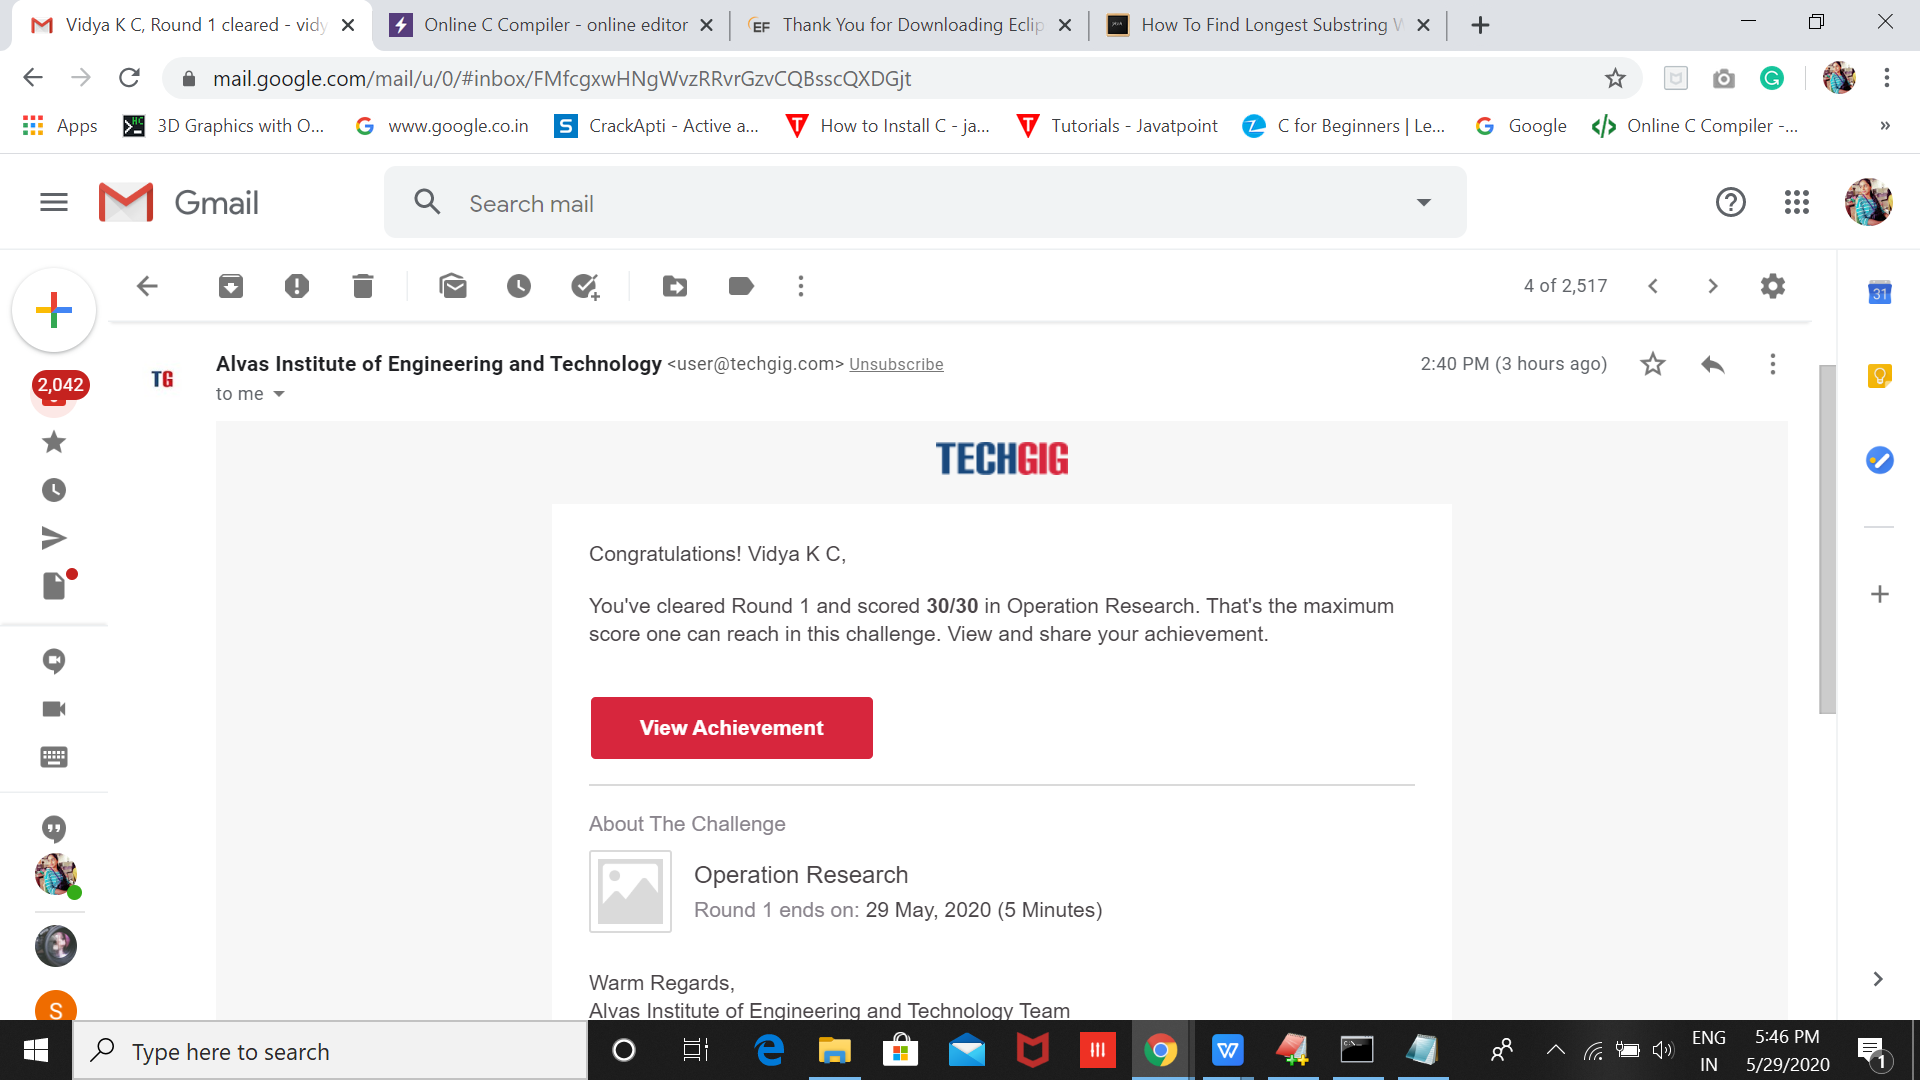 Vidya K C, Round 1 cleared - vidy
Online C Compiler - online editor
EF Thank You for Downloading Eclip
How To Find Longest Substring W
mail.google.com/mail/u/0/#inbox/FMfcgxwHNgWvzRRvrGzvCQBsscQXDGjt
Apps
3D Graphics with O...
www.google.co.in
S CrackApti - Active a...
How to Install C - ja...
Tutorials - Javatpoint
C for Beginners | Le...
Google
Online C Compiler -...
»
Gmail
Search mail
4 of 2,517
31
2,042
TG
Alvas Institute of Engineering and Technology <user@techgig.com> Unsubscribe
2:40 PM (3 hours ago)
to me
TECHGIG
Congratulations! Vidya K C,
You've cleared Round 1 and scored 30/30 in Operation Research. That's the maximum
score one can reach in this challenge. View and share your achievement.
View Achievement
About The Challenge
Operation Research
Round 1 ends on: 29 May, 2020 (5 Minutes)
Warm Regards,
Alvas Institute of Engineering and Technology Team
S
Type here to search
ENG
IN
5:46 PM
5/29/2020
1